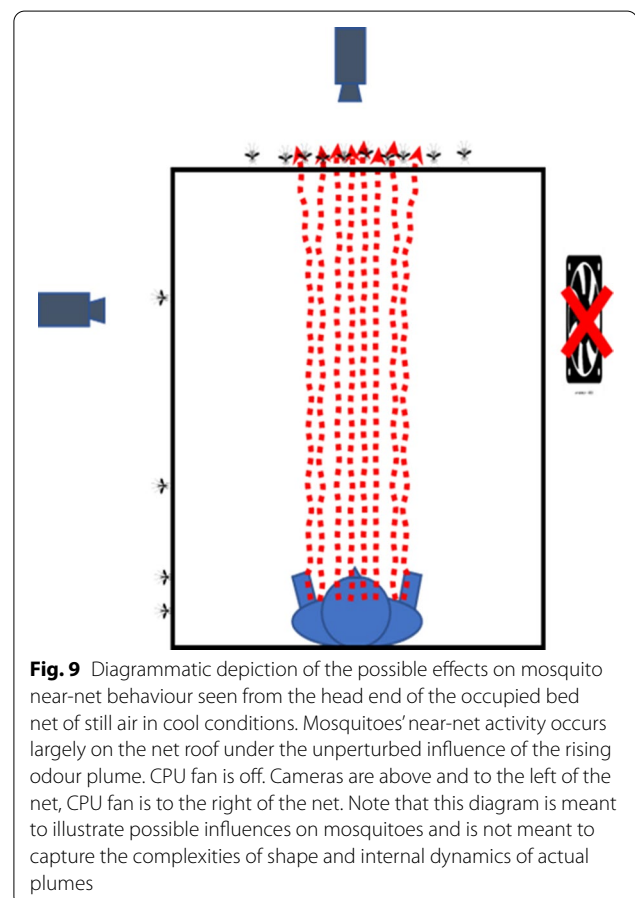 Fig. 9 Diagrammatic depiction of the possible effects on mosquito
near-net behaviour seen from the head end of the occupied bed
net of still air in cool conditions. Mosquitoes’ near-net activity occurs
largely on the net roof under the unperturbed influence of the rising
odour plume. CPU fan is off. Cameras are above and to the left of the
net, CPU fan is to the right of the net. Note that this diagram is meant
to illustrate possible influences on mosquitoes and is not meant to
capture the complexities of shape and internal dynamics of actual
plumes